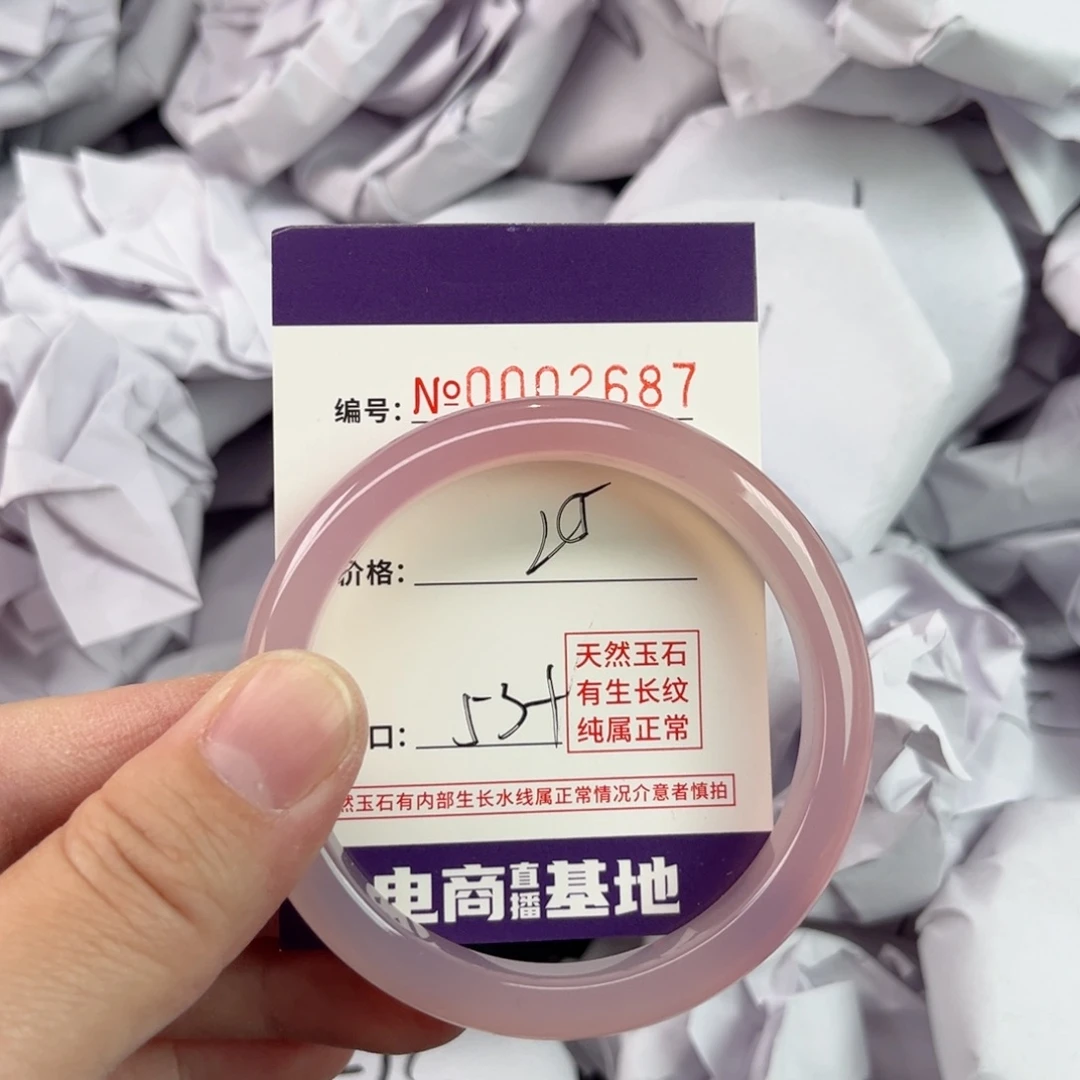 编号: №0002687
价格:
口: 53+
天然玉石
有生长纹
纯属正常
然玉石有内部生长水线属正常情况介意者慎拍
电商直播基地